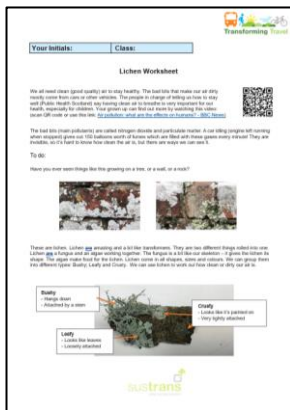 Transforming Travel
Your Initials: Class:
Lichen Worksheet
We all need clean (good quality) air to stay healthy. The bad bits that make our air dirty
mostly come from cars or other vehicles. The people in charge of telling us how to stay
well (Public Health Scotland) say having clean air to breathe is very important for our
health, especially for children. Your grown up can find out more by watching this video
(scan QR code or use this link: Air pollution: what are the effects on humans? - BBC News)
The bad bits (main pollutants) are called nitrogen dioxide and particulate matter. A car idling (engine left running
when stopped) gives out 150 balloons worth of fumes which are filled with these gases every minute! They are
invisible, so it's hard to know how clean the air is, but there are ways we can see it.
To do:
Have you ever seen things like this growing on a tree, or a wall, or a rock?
These are lichen. Lichen are amazing and a bit like transformers. They are two different things rolled into one.
Lichen are a fungus and an algae working together. The fungus is a bit like our skeleton – it gives the lichen its
shape. The algae make food for the lichen. Lichen come in all shapes, sizes and colours. We can group them
into different types: Bushy; Leafy and Crusty. We can use lichen to work out how clean or dirty our air is.
Bushy
- Hangs down
- Attached by a stem
Crusty
- Looks like it's painted on
- Very tightly attached
Leafy
- Looks like leaves
- Loosely attached
sustrans